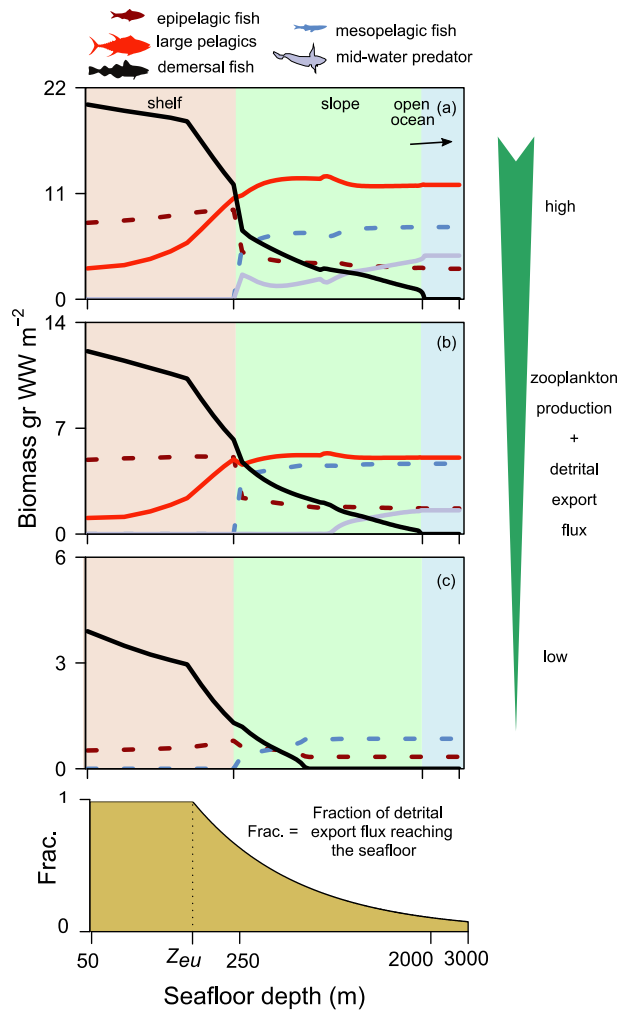 epipelagic fish
large pelagics
demersal fish
mesopelagic fish
mid-water predator
22
11
0
shelf
slope
open
ocean
(a)
high
14
7
0
(b)
Biomass gr WW m⁻²
zooplankton
production
+
detrital
export
flux
6
3
0
(c)
low
1
0
Frac.
Frac. =
Fraction of detrital
export flux reaching
the seafloor
50
Zeu
250
2000
3000
Seafloor depth (m)